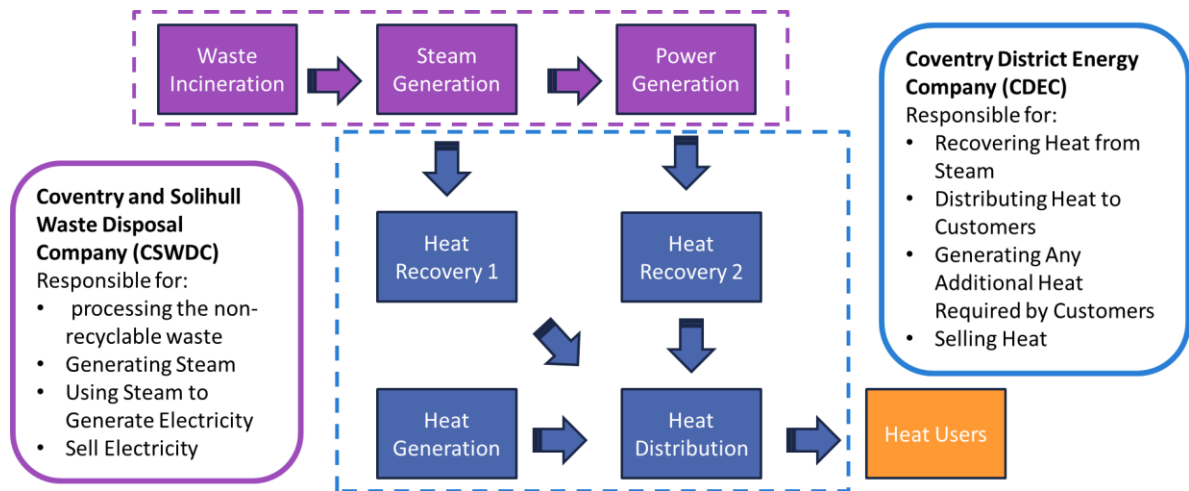 Waste
Incineration
Steam
Generation
Power
Generation
Coventry District Energy
Company (CDEC)
Responsible for:
• Recovering Heat from
Steam
• Distributing Heat to
Customers
• Generating Any
Additional Heat
Required by Customers
• Selling Heat
Coventry and Solihull
Waste Disposal
Company (CSWDC)
Responsible for:
• processing the non-
recyclable waste
• Generating Steam
• Using Steam to
Generate Electricity
• Sell Electricity
Heat
Recovery 1
Heat
Recovery 2
Heat
Generation
Heat
Distribution
Heat Users